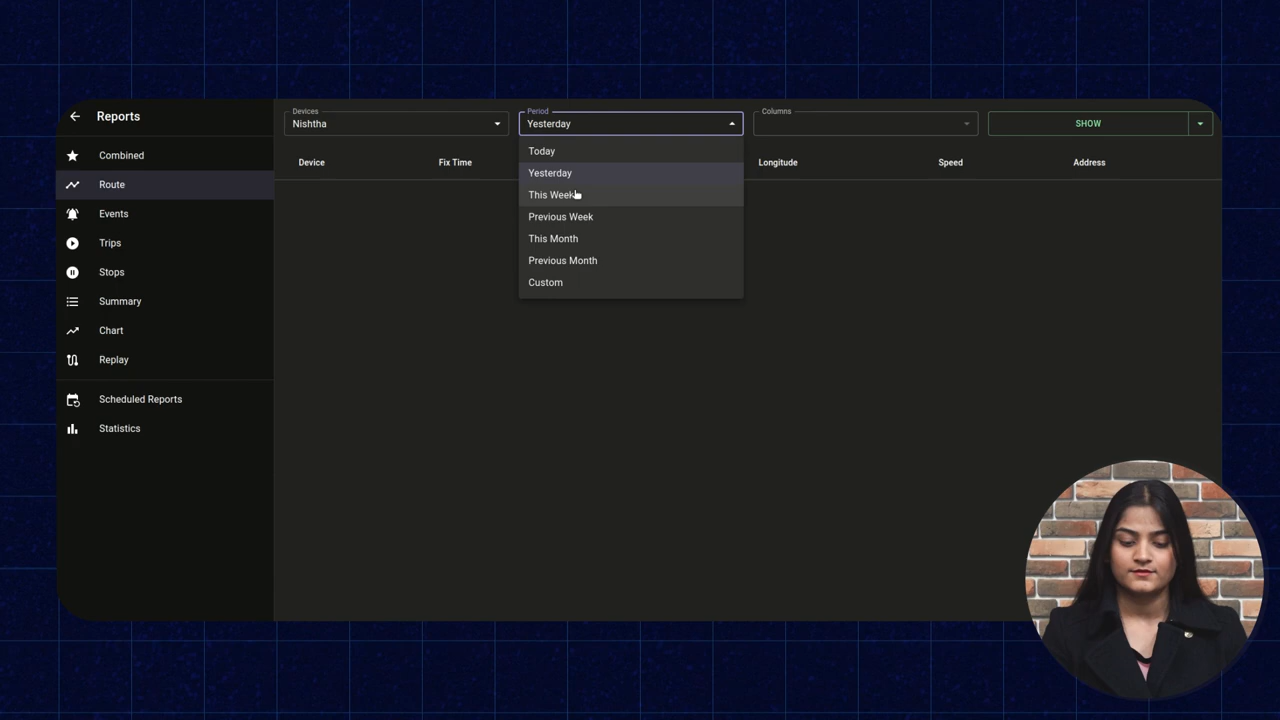 Reports
Combined
Route
Events
Trips
Stops
Summary
Chart
Replay
Scheduled Reports
Statistics
Devices
Nishtha
Period
Yesterday
Columns
SHOW
Device
Fix Time
Longitude
Speed
Address
Today
Yesterday
This Week
Previous Week
This Month
Previous Month
Custom